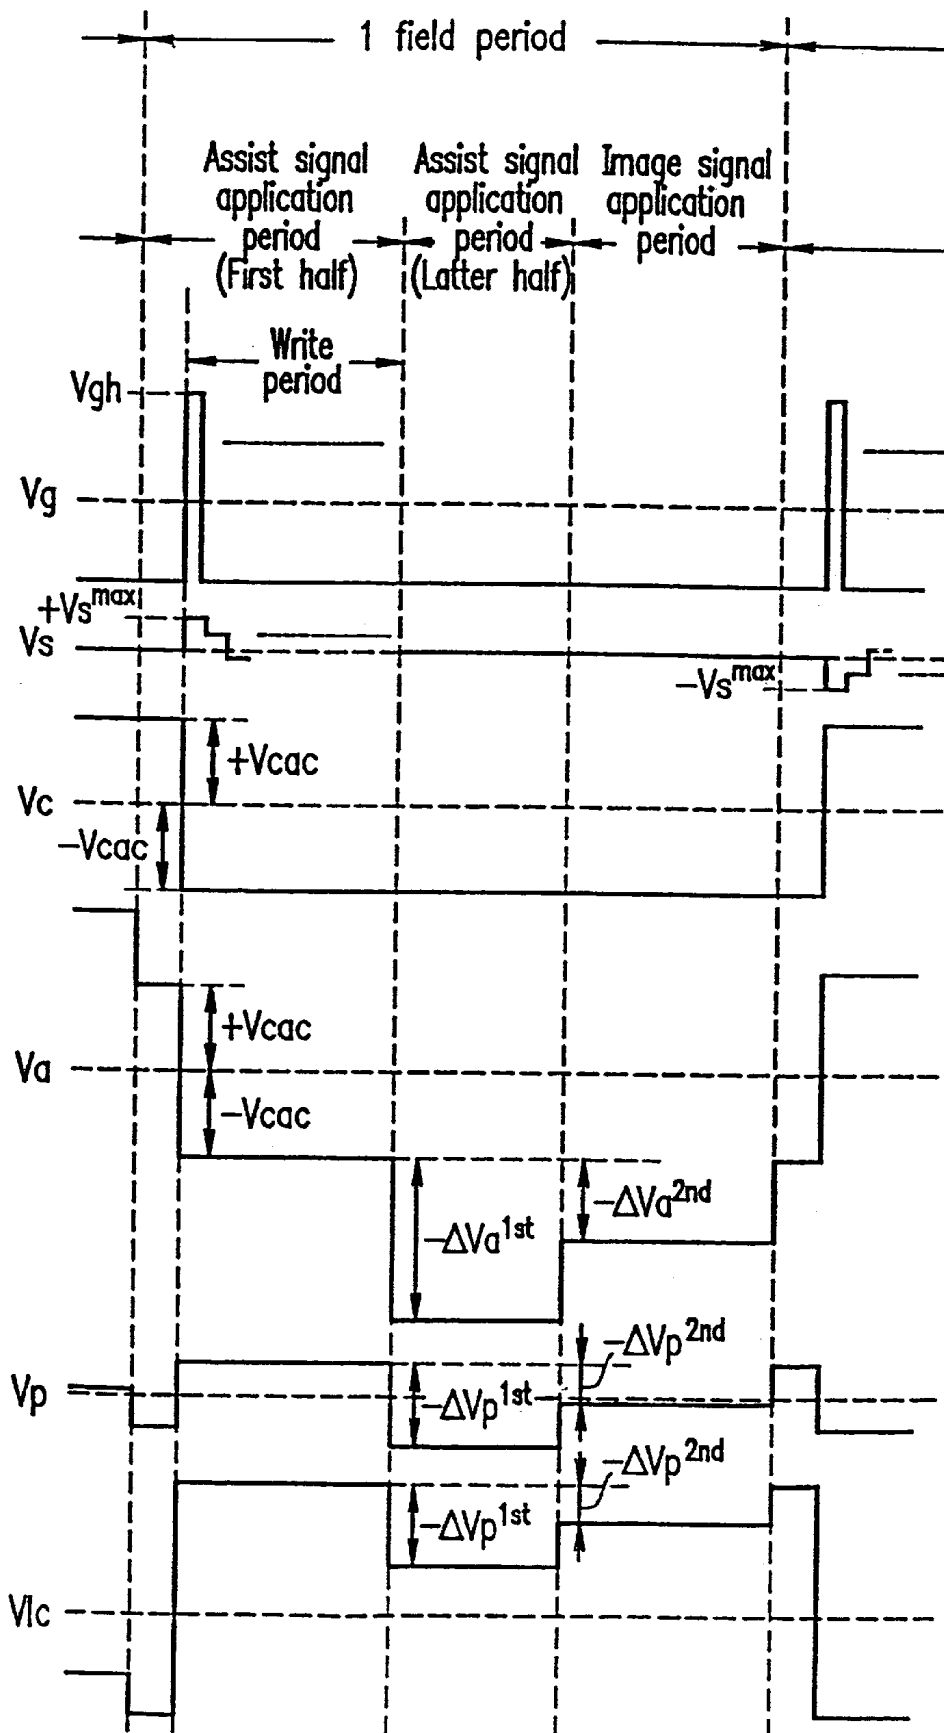 1 field period
Assist signal
application
period
(First half)
Assist signal
application
period
(Latter half)
Image signal
application
period
Write
period
Vgh
Vg
+Vs^max
Vs
-Vs^max
+Vcac
Vc
-Vcac
+Vcac
Va
-Vcac
-ΔVa^2nd
-ΔVa^1st
-ΔVp^2nd
Vp
-ΔVp^1st
-ΔVp^2nd
-ΔVp^1st
Vlc